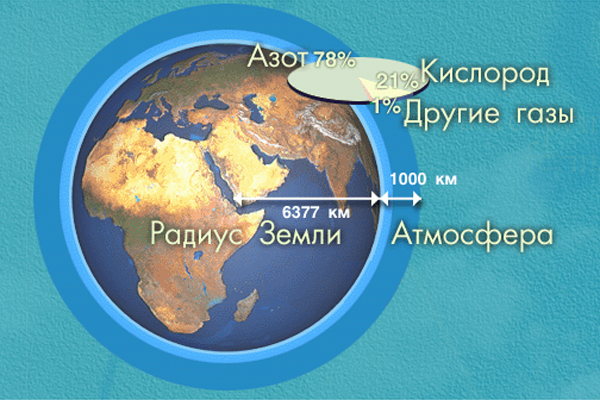 Азот 78%
21% Кислород
1% Другие газы
1000 км
6377 км
Радиус Земли
Атмосфера